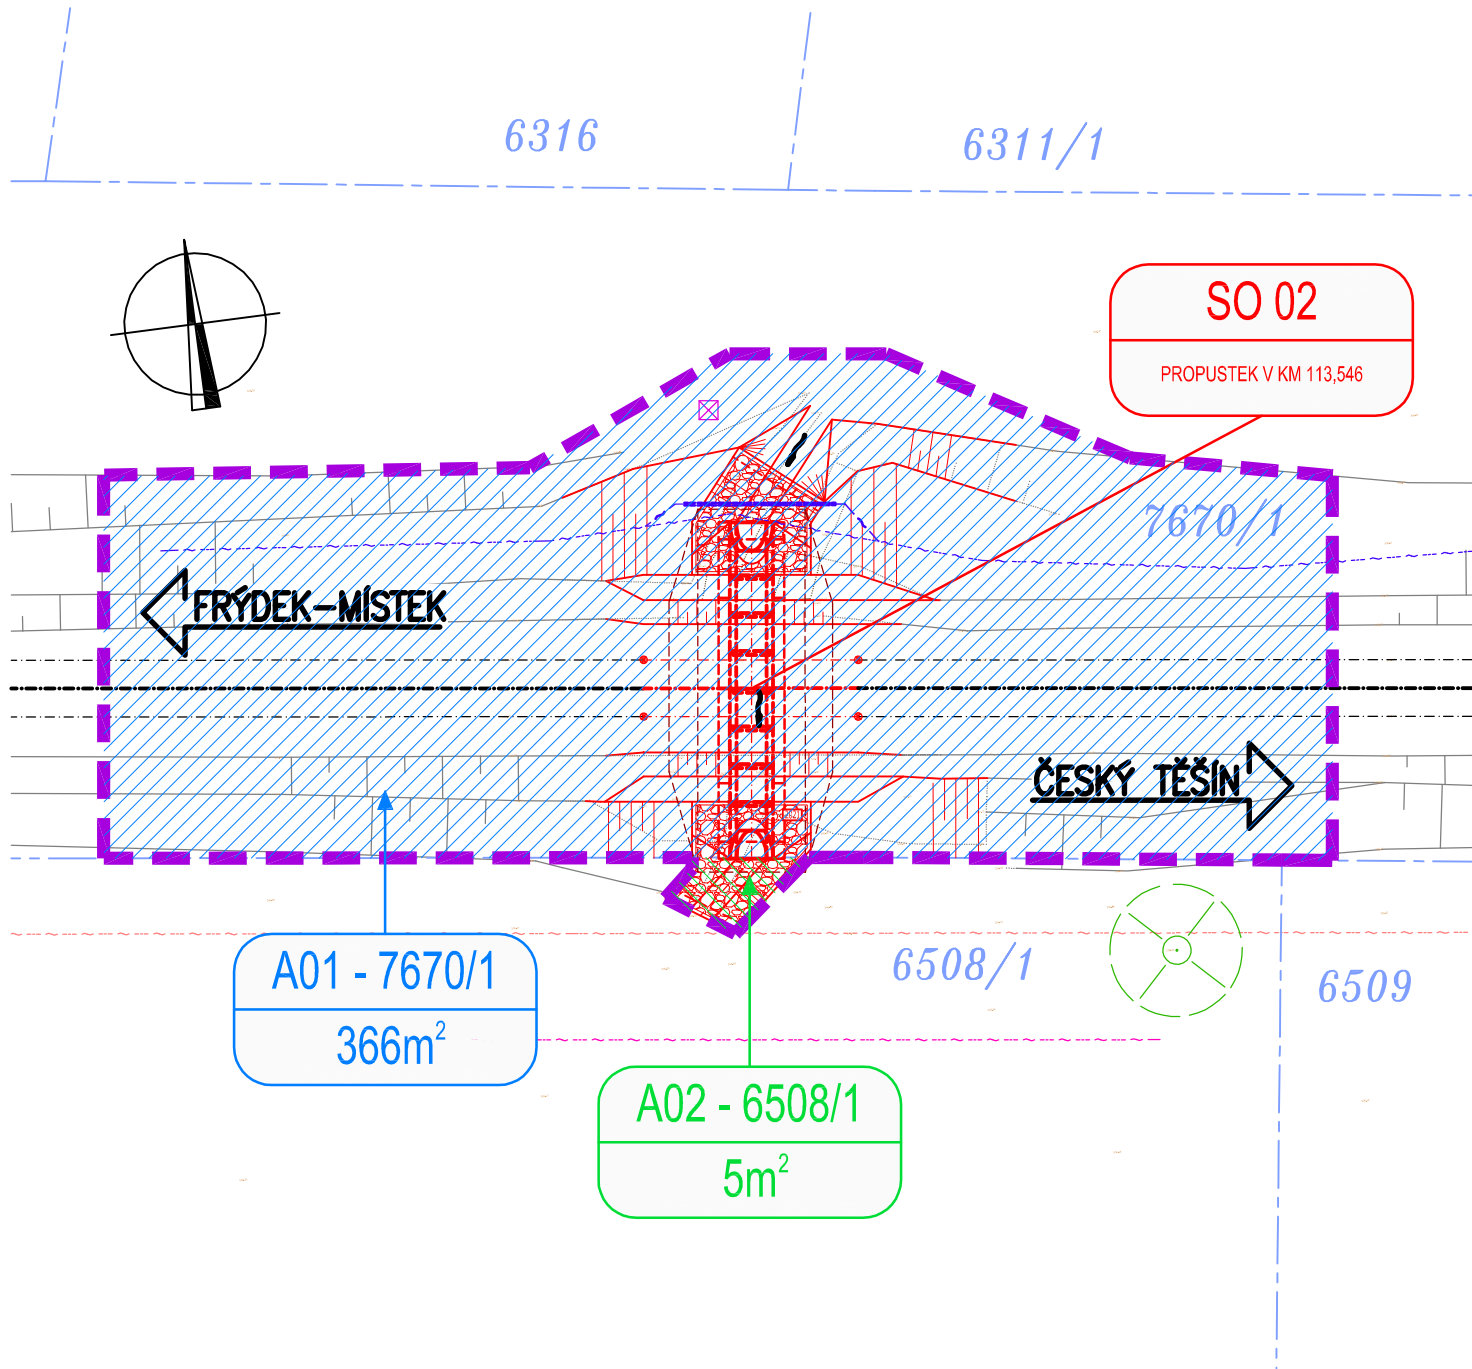 6316
6311/1
SO 02
PROPUSTEK V KM 113,546
7670/1
FRÝDEK-MÍSTEK
ČESKÝ TĚŠÍN
6508/1
6509
A01 - 7670/1
366m²
A02 - 6508/1
5m²